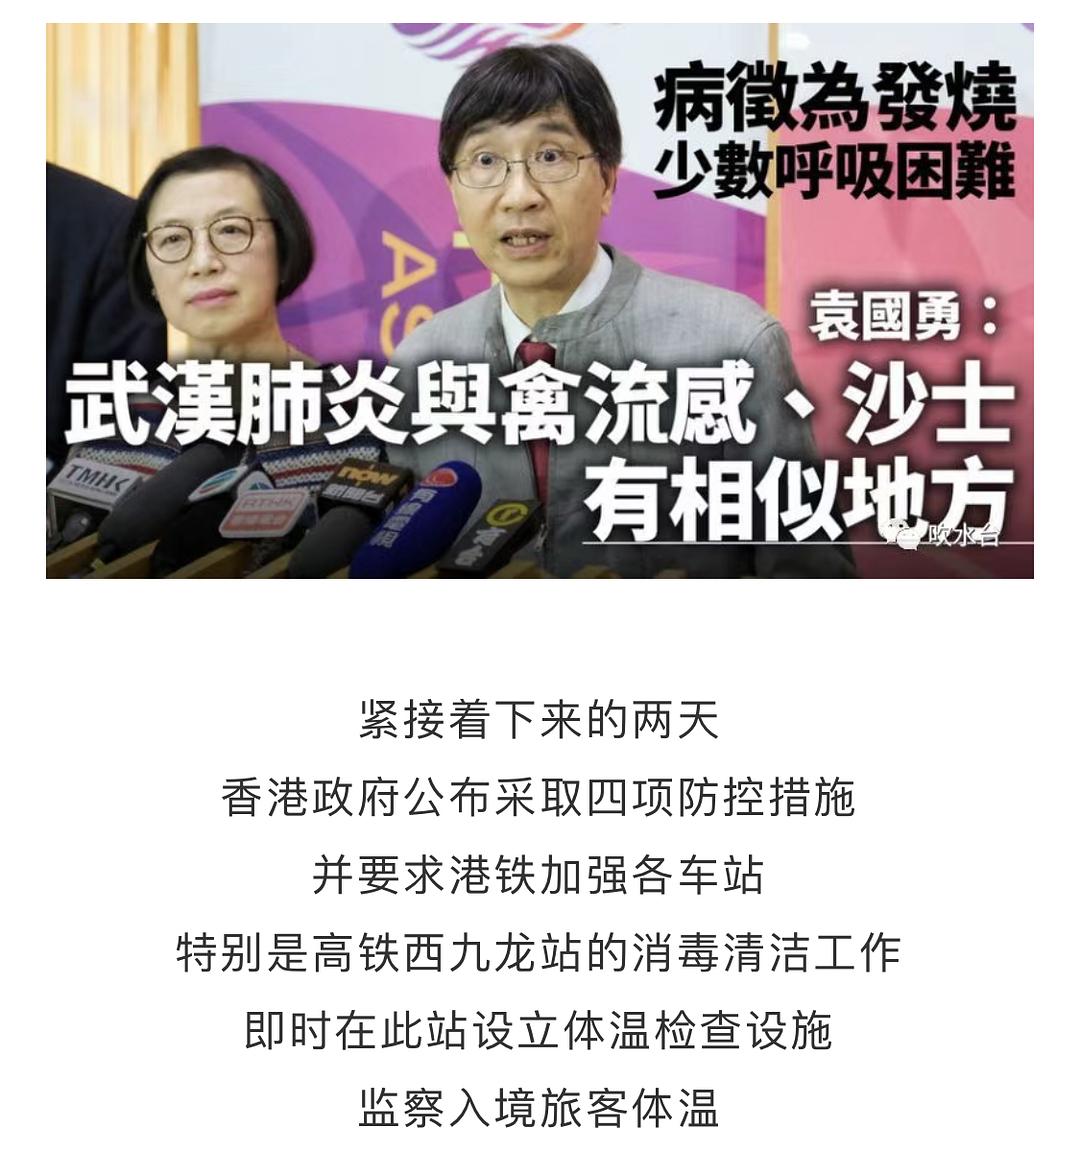 病徵為發燒
少數呼吸困難
袁國勇：
武漢肺炎與禽流感、沙士
有相似地方
AS
TMHK
RTHK
now
新聞台
有線電視
吹水台
紧接着下来的两天
香港政府公布采取四项防控措施
并要求港铁加强各车站
特别是高铁西九龙站的消毒清洁工作
即时在此站设立体温检查设施
监察入境旅客体温